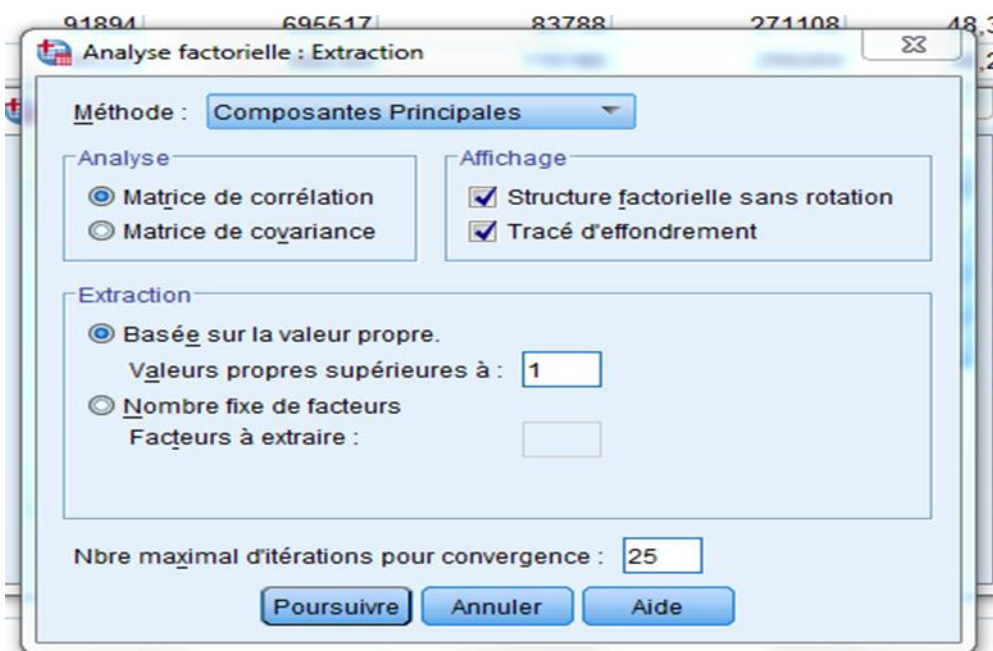 91894 695517 83788 271108 48,3
Analyse factorielle : Extraction
Méthode : Composantes Principales
Analyse
Matrice de corrélation
Matrice de covariance
Affichage
Structure factorielle sans rotation
Tracé d'effondrement
Extraction
Basée sur la valeur propre.
Valeurs propres supérieures à : 1
Nombre fixe de facteurs
Facteurs à extraire :
Nbre maximal d'itérations pour convergence : 25
Poursuivre Annuler Aide